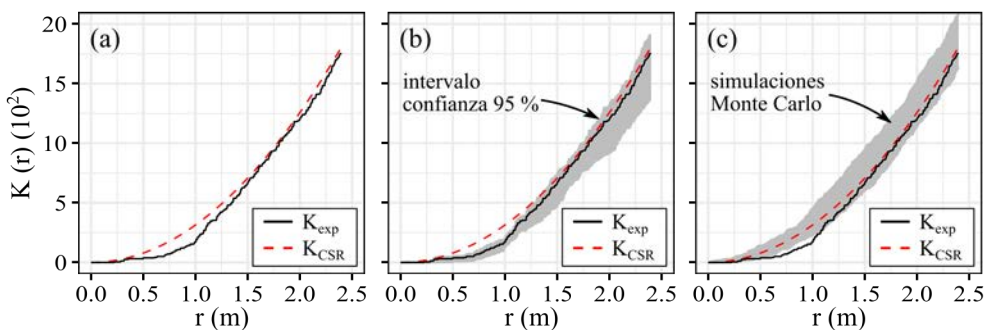 (a)
K (r) (10²)
20
15
10
5
0
K_exp
K_CSR
0.0 0.5 1.0 1.5 2.0 2.5
r (m)
(b)
intervalo
confianza 95 %
K_exp
K_CSR
0.0 0.5 1.0 1.5 2.0 2.5
r (m)
(c)
simulaciones
Monte Carlo
K_exp
K_CSR
0.0 0.5 1.0 1.5 2.0 2.5
r (m)